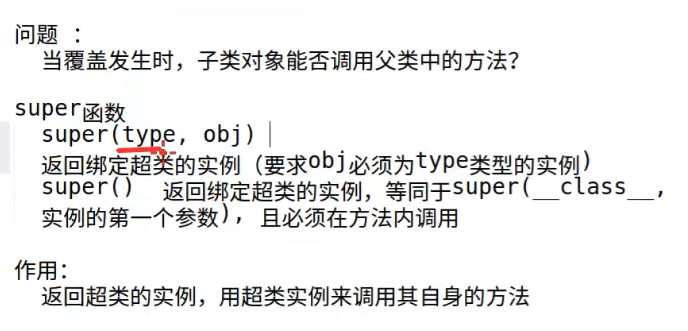 问题 ：
当覆盖发生时，子类对象能否调用父类中的方法？
super函数
super(type, obj)
返回绑定超类的实例（要求obj必须为type类型的实例）
super() 返回绑定超类的实例，等同于super(__class__,
实例的第一个参数)，且必须在方法内调用
作用：
返回超类的实例，用超类实例来调用其自身的方法